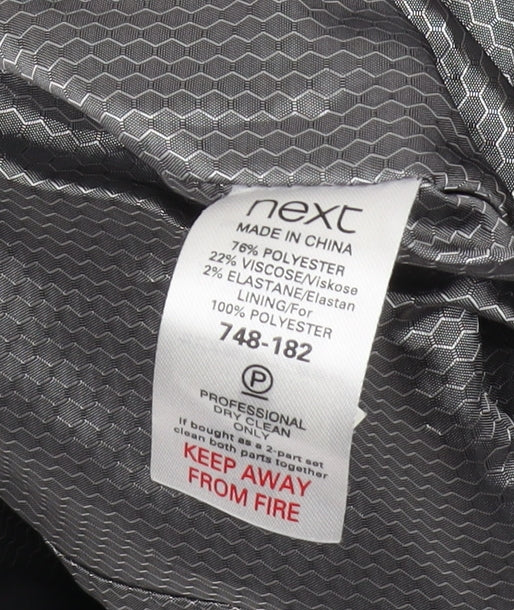 next
MADE IN CHINA
76% POLYESTER
22% VISCOSE/Viskose
2% ELASTANE/Elastan
LINING/For
100% POLYESTER
748-182
P
PROFESSIONAL
DRY CLEAN
ONLY
If bought as a 2-part set
clean both parts together
KEEP AWAY
FROM FIRE